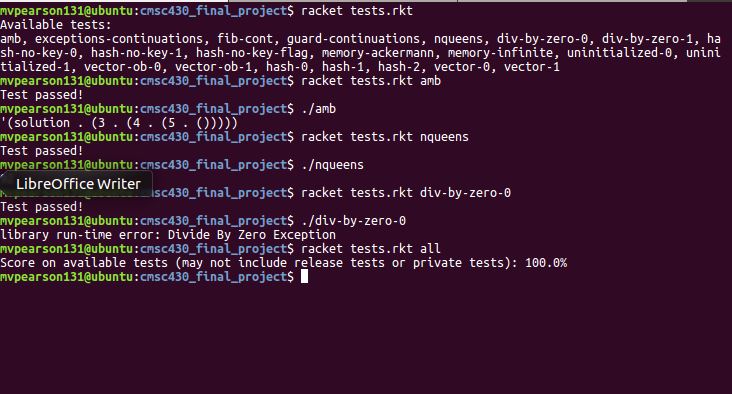 mvpearson131@ubuntu:cmsc430_final_project$ racket tests.rkt
Available tests:
amb, exceptions-continuations, fib-cont, guard-continuations, nqueens, div-by-zero-0, div-by-zero-1, ha
sh-no-key-0, hash-no-key-1, hash-no-key-flag, memory-ackermann, memory-infinite, uninitialized-0, unini
tialized-1, vector-ob-0, vector-ob-1, hash-0, hash-1, hash-2, vector-0, vector-1
mvpearson131@ubuntu:cmsc430_final_project$ racket tests.rkt amb
Test passed!
mvpearson131@ubuntu:cmsc430_final_project$ ./amb
'(solution . (3 . (4 . (5 . ()))))
mvpearson131@ubuntu:cmsc430_final_project$ racket tests.rkt nqueens
Test passed!
mvpearson131@ubuntu:cmsc430_final_project$ ./nqueens
LibreOffice Writer
racket tests.rkt div-by-zero-0
Test passed!
mvpearson131@ubuntu:cmsc430_final_project$ ./div-by-zero-0
library run-time error: Divide By Zero Exception
mvpearson131@ubuntu:cmsc430_final_project$ racket tests.rkt all
Score on available tests (may not include release tests or private tests): 100.0%
mvpearson131@ubuntu:cmsc430_final_project$